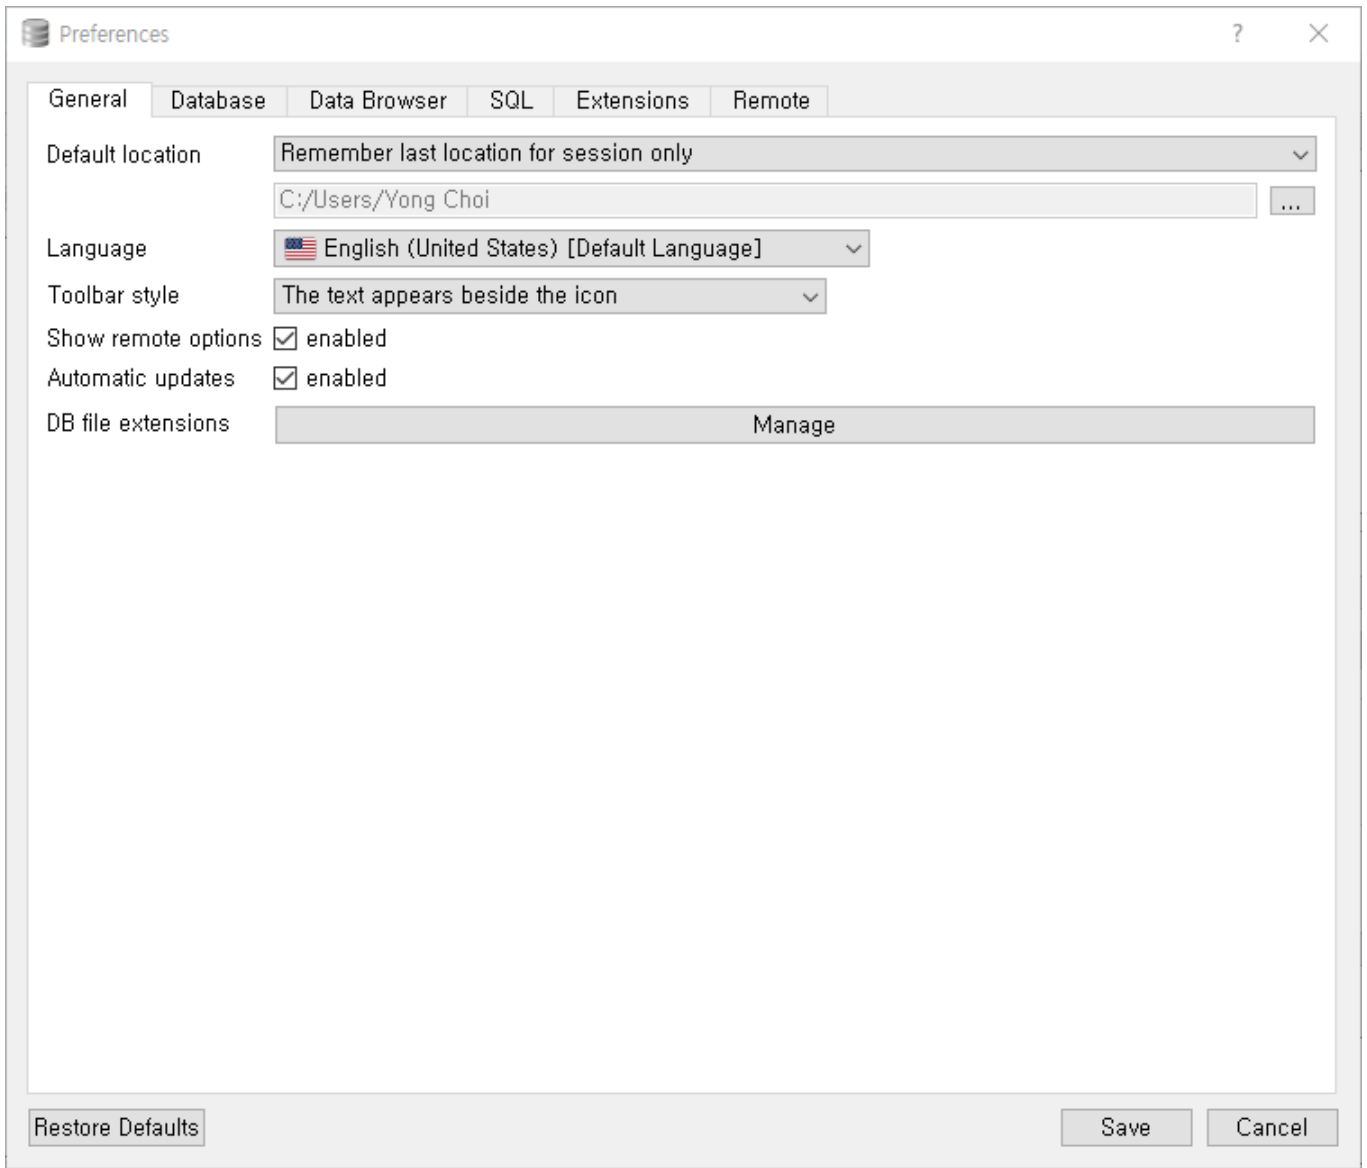 Preferences
General Database Data Browser SQL Extensions Remote
Default location Remember last location for session only
C:/Users/Yong Choi ...
Language English (United States) [Default Language]
Toolbar style The text appears beside the icon
Show remote options enabled
Automatic updates enabled
DB file extensions Manage
Restore Defaults Save Cancel